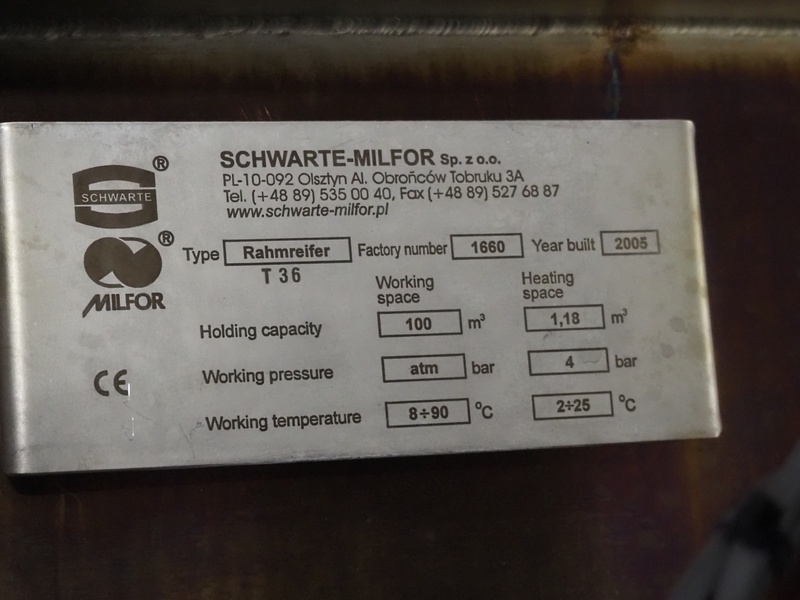 SCHWARTE ®
SCHWARTE-MILFOR Sp. z o.o.
PL-10-092 Olsztyn Al. Obrońców Tobruku 3A
Tel. (+48 89) 535 00 40, Fax (+48 89) 527 68 87
www.schwarte-milfor.pl
MILFOR ®
Type Rahmreifer Factory number 1660 Year built 2005
T 36
Working space Heating space
Holding capacity 100 m³ 1,18 m³
Working pressure atm bar 4 bar
Working temperature 8÷90 °C 2÷25 °C
CE